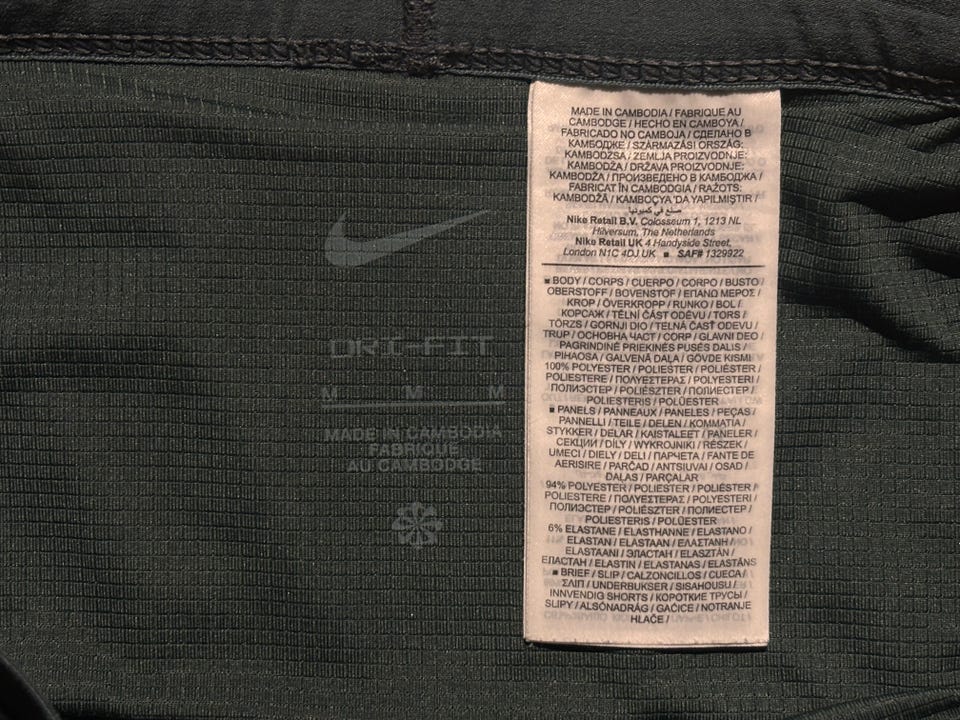 DRI-FIT
M M M
MADE IN CAMBODIA
FABRIQUE
AU CAMBODGE
MADE IN CAMBODIA / FABRIQUE AU
CAMBODGE / HECHO EN CAMBOYA /
FABRICADO NO CAMBOJA / СДЕЛАНО В
КАМБОДЖЕ / SZÁRMAZÁSI ORSZÁG:
KAMBODZSA / ZEMLJA PROIZVODNJE:
KAMBODŽA / DRŽAVA PROIZVODNJE:
KAMBODŽA / ПРОИЗВЕДЕНО В КАМБОДЖА /
FABRICAT ÎN CAMBODGIA / RAŽOTS:
KAMBODŽĀ / KAMBOÇYA'DA YAPILMIŞTIR /
صنع في كمبوديا
Nike Retail B.V. Colosseum 1, 1213 NL
Hilversum, The Netherlands
Nike Retail UK 4 Handyside Street,
London N1C 4DJ UK ■ SAF# 1329922
■ BODY / CORPS / CUERPO / CORPO / BUSTO /
OBERSTOFF / BOVENSTOF / ΕΠΑΝΩ ΜΕΡΟΣ /
KROP / ÖVERKROPP / RUNKO / BOL /
КОРСАЖ / TĚLNÍ ČÁST ODĚVU / TORS /
TÖRZS / GORNJI DIO / TELNÁ ČASŤ ODEVU /
TRUP / ОСНОВНА ЧАСТ / CORP / GLAVNI DEO /
PAGRINDINĖ PRIEKINĖS PUSĖS DALIS /
PIHAOSA / GALVENĀ DAĻA / GÖVDE KISMI
100% POLYESTER / POLIESTER / POLIÉSTER /
POLIESTERE / ΠΟΛΥΕΣΤΕΡΑΣ / POLYESTERI /
ПОЛИЭСТЕР / POLIÉSZTER / ПОЛИЕСТЕР /
POLIESTERIS / POLÜESTER
■ PANELS / PANNEAUX / PANELES / PEÇAS /
PANNELLI / TEILE / DELEN / ΚΟΜΜΑΤΙΑ /
STYKKER / DELAR / KAISTALEET / PANELER /
СЕКЦИИ / DÍLY / WYKROJNIKI / RÉSZEK /
UMECI / DIELY / DELI / ПАРЧЕТА / FANTE DE
AERISIRE / PARČAD / ANTSIUVAI / OSAD /
DAĻAS / PARÇALAR
94% POLYESTER / POLIESTER / POLIÉSTER /
POLIESTERE / ΠΟΛΥΕΣΤΕΡΑΣ / POLYESTERI /
ПОЛИЭСТЕР / POLIÉSZTER / ПОЛИЕСТЕР /
POLIESTERIS / POLÜESTER
6% ELASTANE / ELASTHANNE / ELASTANO /
ELASTAN / ELASTAAN / ΕΛΑΣΤΑΝΗ /
ELASTAANI / ЭЛАСТАН / ELASZTÁN /
ЕЛАСТАН / ELASTIN / ELASTANAS / ELASTĀNS
■ BRIEF / SLIP / CALZONCILLOS / CUECA /
ΣΛΙΠ / UNDERBUKSER / SISAHOUSU /
INNVENDIG SHORTS / КОРОТКИЕ ТРУСЫ /
SLIPY / ALSÓNADRÁG / GAĆICE / NOTRANJE
HLAČE /